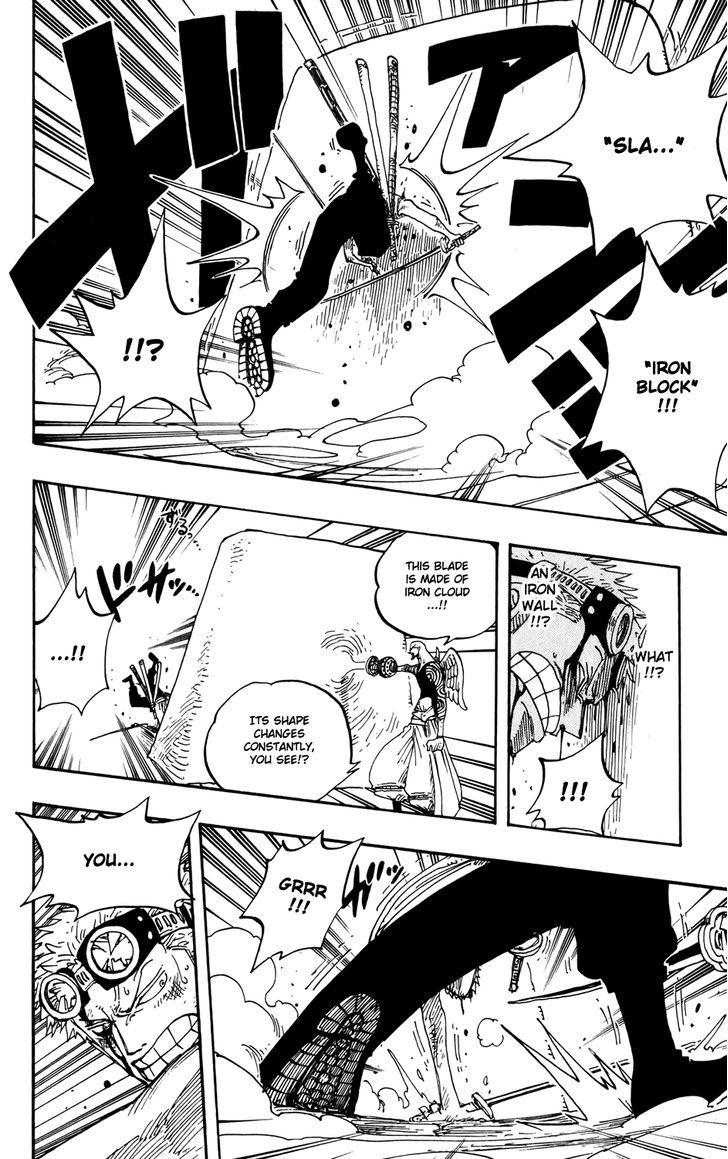 "SLA..."
"IRON
BLOCK"
!!!
!!?
AN
IRON
WALL
!!?
WHAT
!!?
!!!
THIS BLADE
IS MADE OF
IRON CLOUD
...!!
ITS SHAPE
CHANGES
CONSTANTLY,
YOU SEE!?
...!!
GRRR
!!!
YOU...